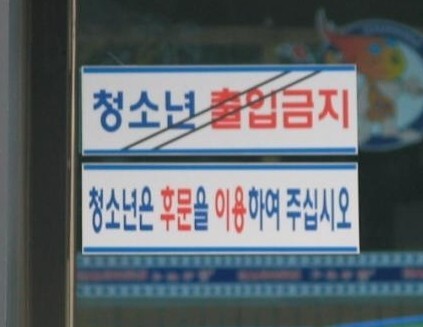 청소년 출입금지
청소년은 후문을 이용하여 주십시오